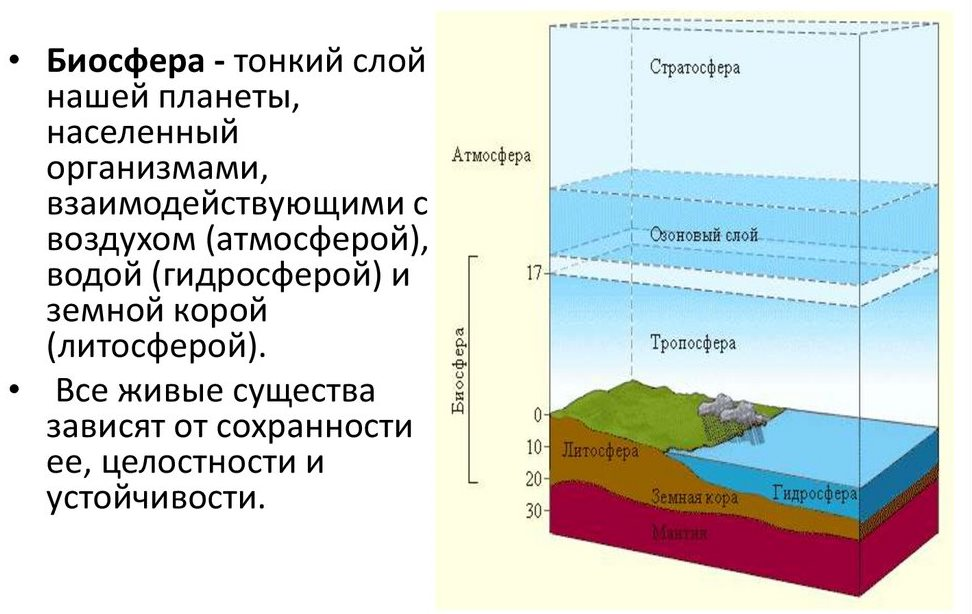 • Биосфера - тонкий слой
нашей планеты,
населенный
организмами,
взаимодействующими с
воздухом (атмосферой),
водой (гидросферой) и
земной корой
(литосферой).
• Все живые существа
зависят от сохранности
ее, целостности и
устойчивости.
Стратосфера
Атмосфера
Озоновый слой
17
Биосфера
Тропосфера
0
10
Литосфера
20
Земная кора
Гидросфера
30
Мантия